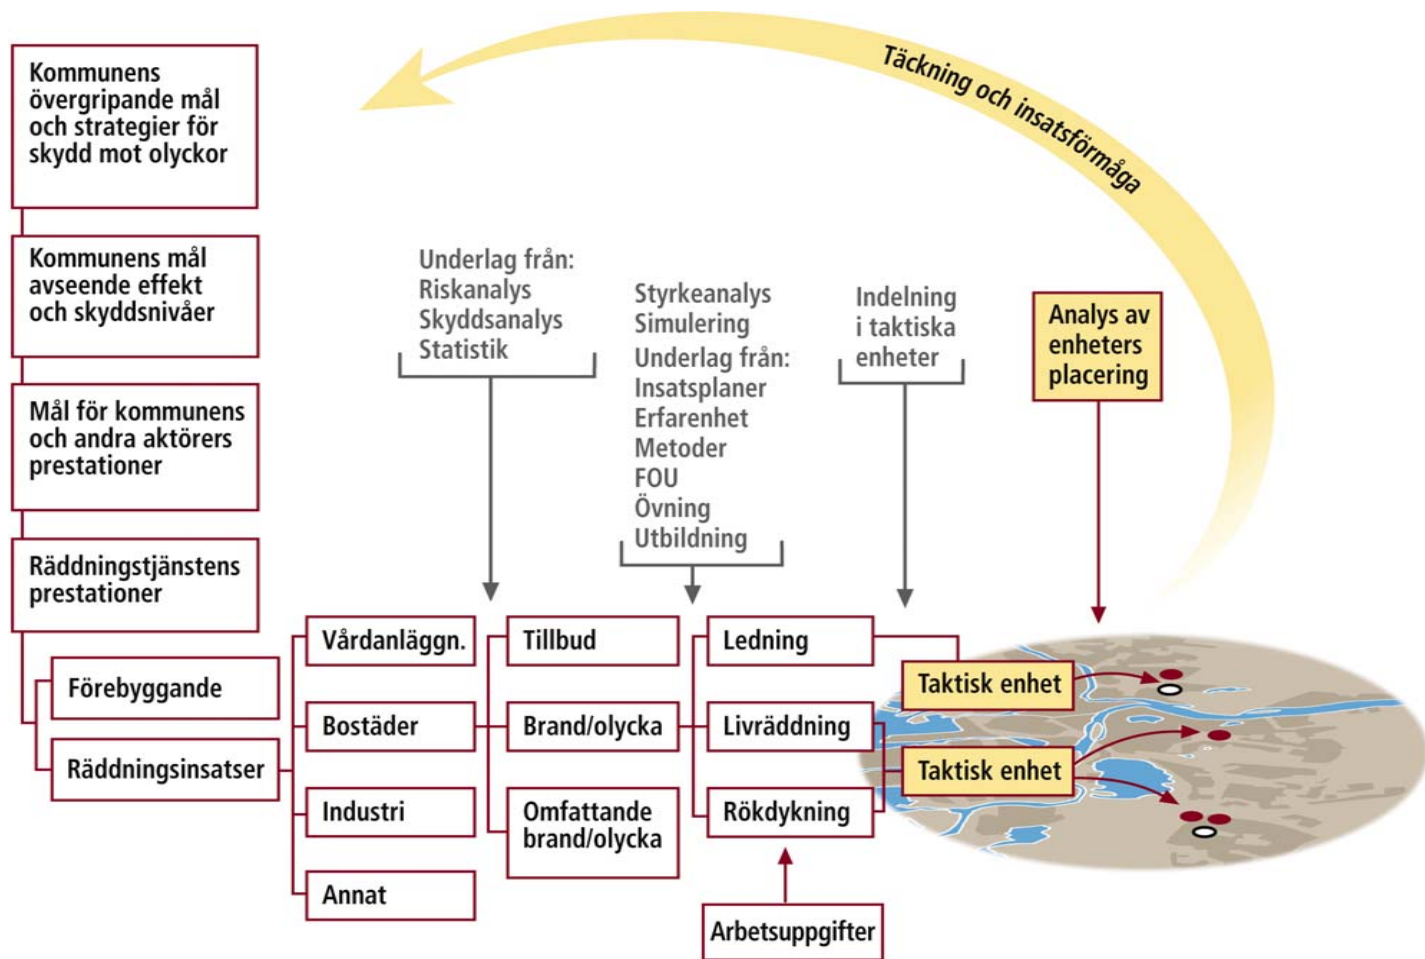 Kommunens
övergripande mål
och strategier för
skydd mot olyckor
Kommunens mål
avseende effekt
och skyddsnivåer
Mål för kommunens
och andra aktörers
prestationer
Räddningstjänstens
prestationer
Förebyggande
Räddningsinsatser
Underlag från:
Riskanalys
Skyddsanalys
Statistik
Vårdanläggn.
Bostäder
Industri
Annat
Styrkeanalys
Simulering
Underlag från:
Insatsplaner
Erfarenhet
Metoder
FOU
Övning
Utbildning
Tillbud
Brand/olycka
Omfattande
brand/olycka
Indelning
i taktiska
enheter
Ledning
Livräddning
Rökdykning
Arbetsuppgifter
Analys av
enheters
placering
Taktisk enhet
Taktisk enhet
Täckning och insatsförmåga